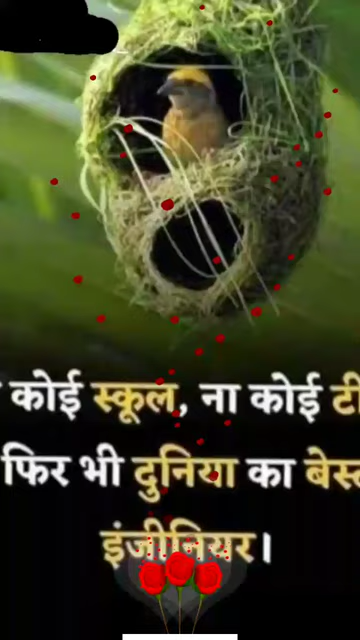 कोई स्कूल, ना कोई
फिर भी दुनिया का
इंजीनियर।